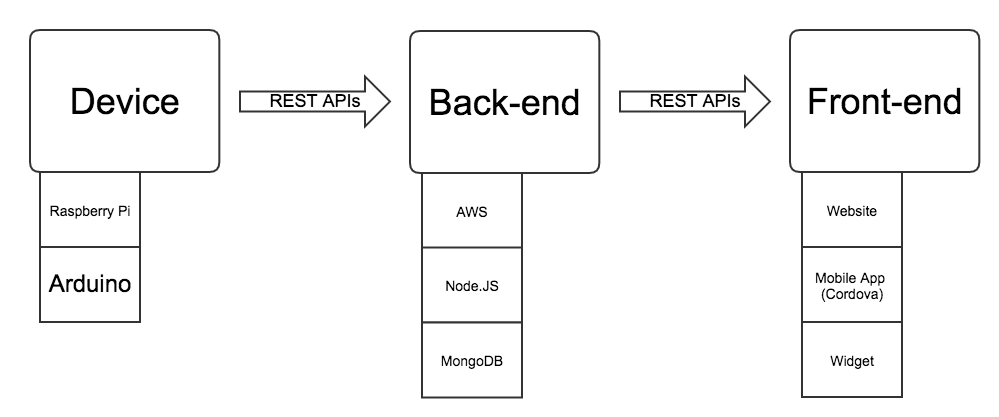 Device
REST APIs
Back-end
REST APIs
Front-end
Raspberry Pi
Arduino
AWS
Node.JS
MongoDB
Website
Mobile App
(Cordova)
Widget